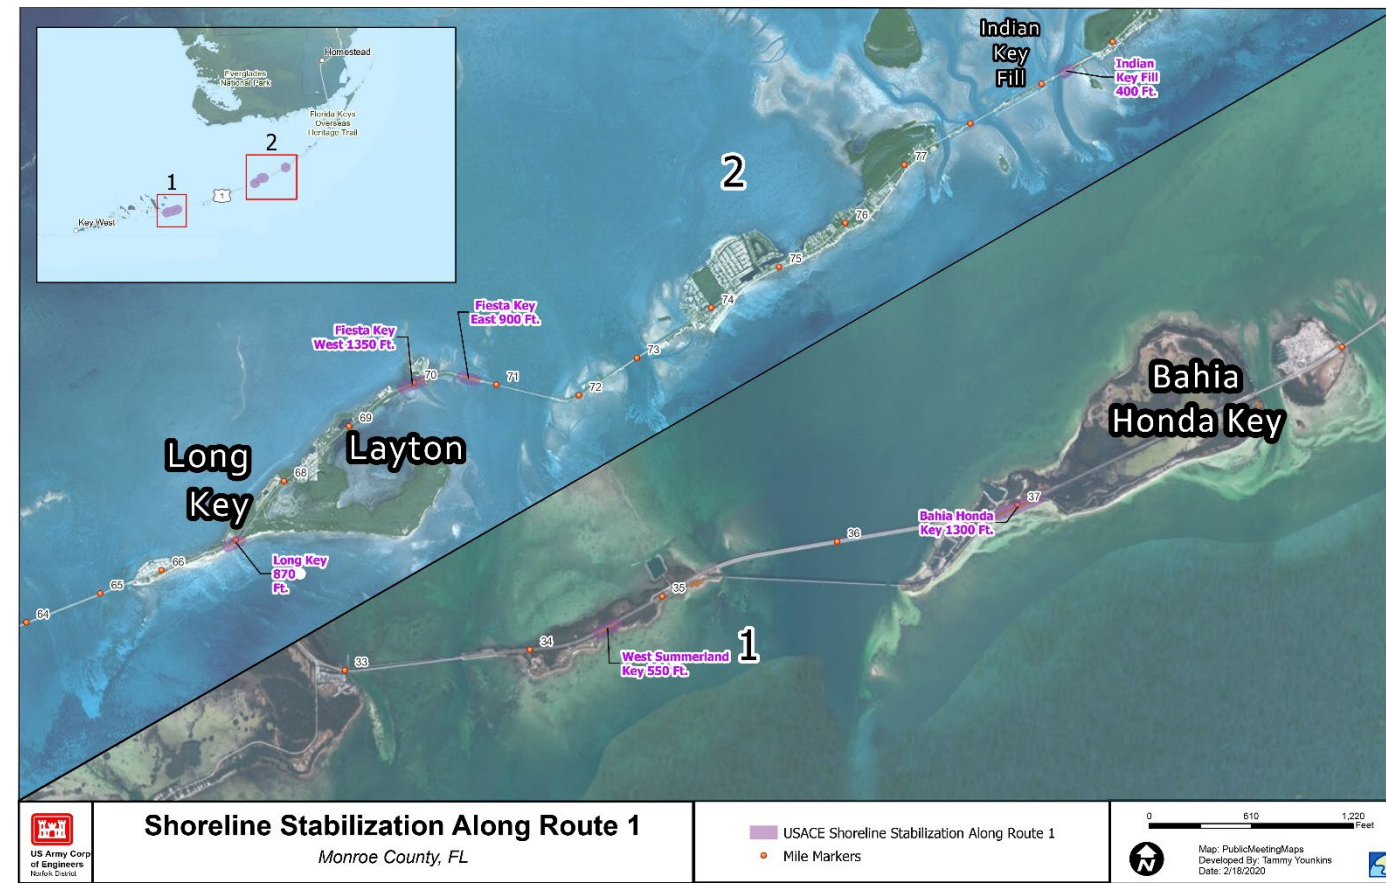 Homestead
Everglades
National Park
Florida Keys
Overseas
Heritage Trail
2
1
1
Key West
Indian
Key
Fill
Indian
Key Fill
400 Ft.
2
77
76
75
74
73
72
71
70
69
68
66
65
64
Fiesta Key
East 900 Ft.
Fiesta Key
West 1350 Ft.
Layton
Long
Key
Long Key
870
Ft.
Bahia
Honda Key
37
Bahia Honda
Key 1300 Ft.
36
35
34
33
West Summerland
Key 550 Ft.
1
US Army Corp
of Engineers
Norfolk District
Shoreline Stabilization Along Route 1
Monroe County, FL
USACE Shoreline Stabilization Along Route 1
Mile Markers
0 610 1,220
Feet
N
Map: PublicMeetingMaps
Developed By: Tammy Younkins
Date: 2/18/2020